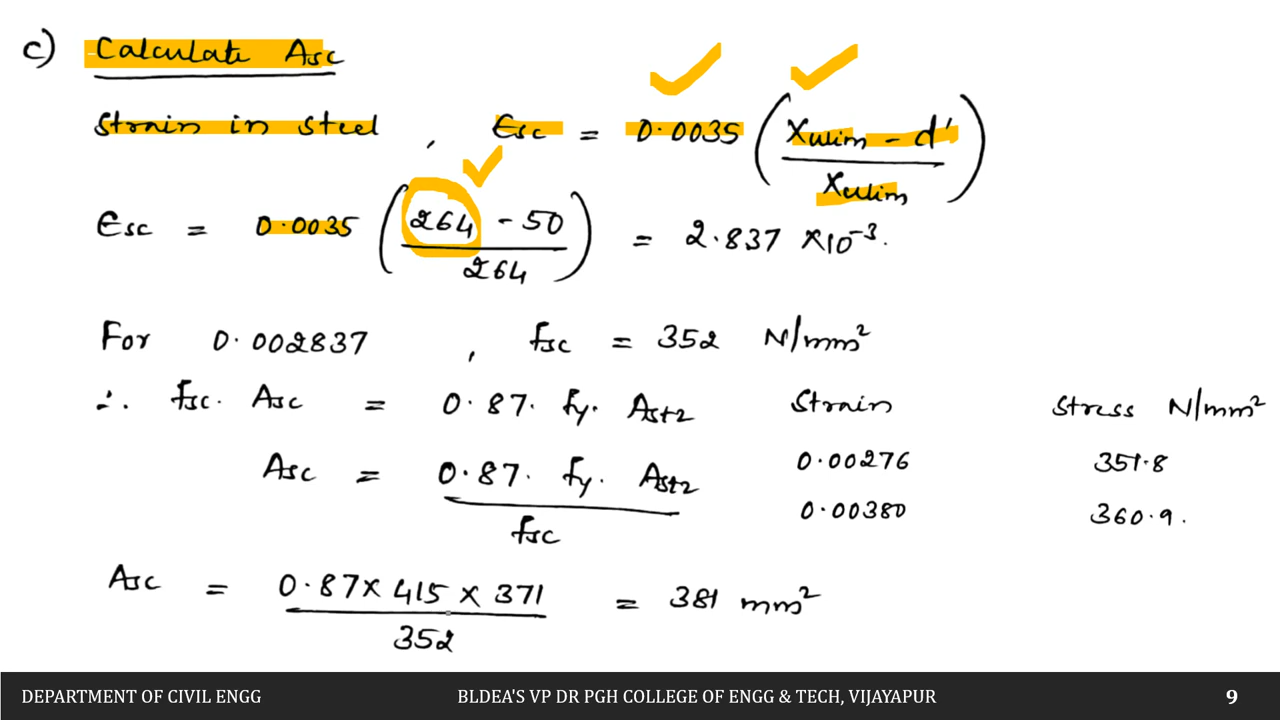 c) Calculate Asc
Strain in steel , Esc = 0.0035 ( Xulim - d' / Xulim )
Esc = 0.0035 ( 264 - 50 / 264 ) = 2.837 ×10⁻³.
For 0.002837 , fsc = 352 N/mm²
∴ fsc. Asc = 0.87. fy. Ast2
Strain Stress N/mm²
Asc = 0.87. fy. Ast2 / fsc
0.00276 351.8
0.00380 360.9.
Asc = 0.87× 415 × 371 / 352 = 381 mm²
DEPARTMENT OF CIVIL ENGG BLDEA'S VP DR PGH COLLEGE OF ENGG & TECH, VIJAYAPUR 9